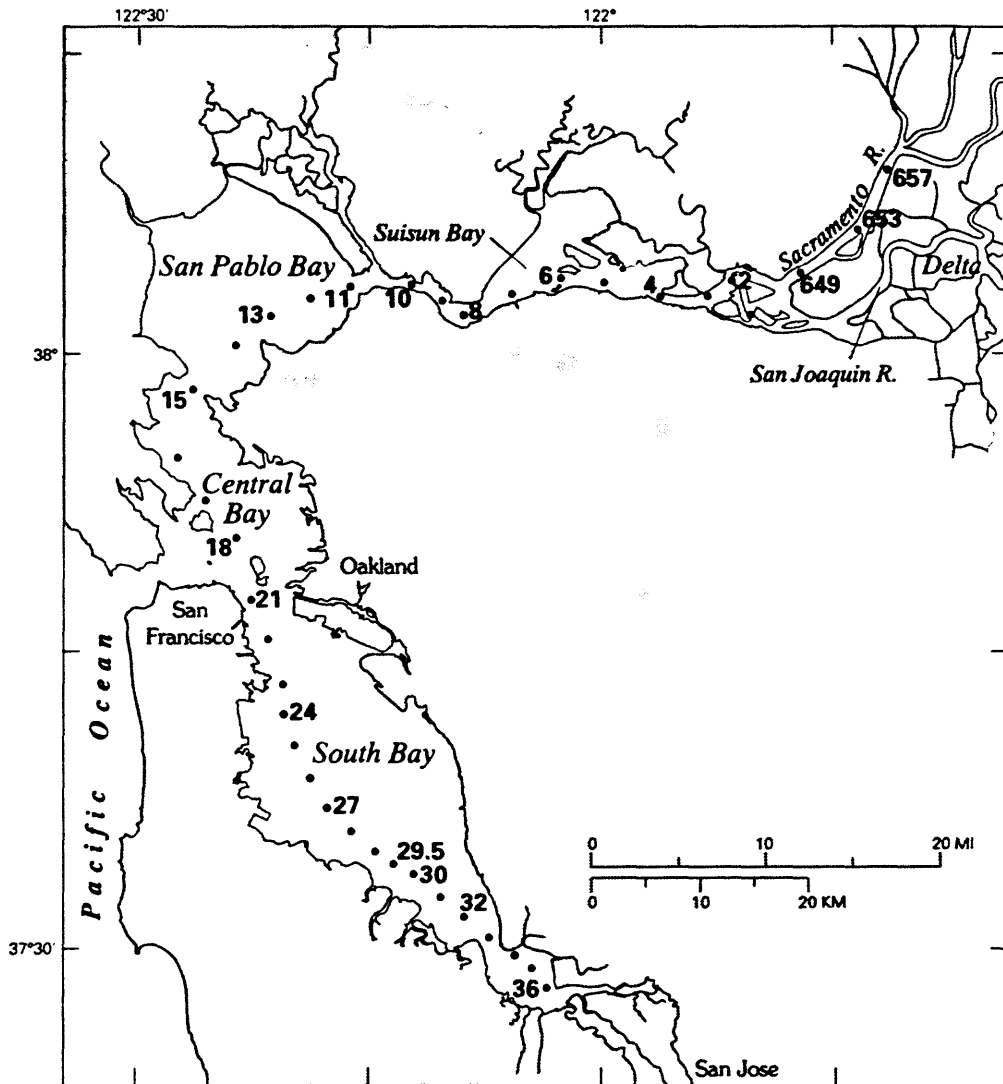 122°30'
122°
Sacramento R.
657
653
Suisun Bay
San Pablo Bay
6
11
10
4
2
649
Delta
13
8
38°
San Joaquin R.
15
Central
Bay
18
Oakland
21
San
Francisco
Pacific Ocean
24
South Bay
27
0 10 20 MI
29.5
30
0 10 20 KM
32
37°30'
36
San Jose